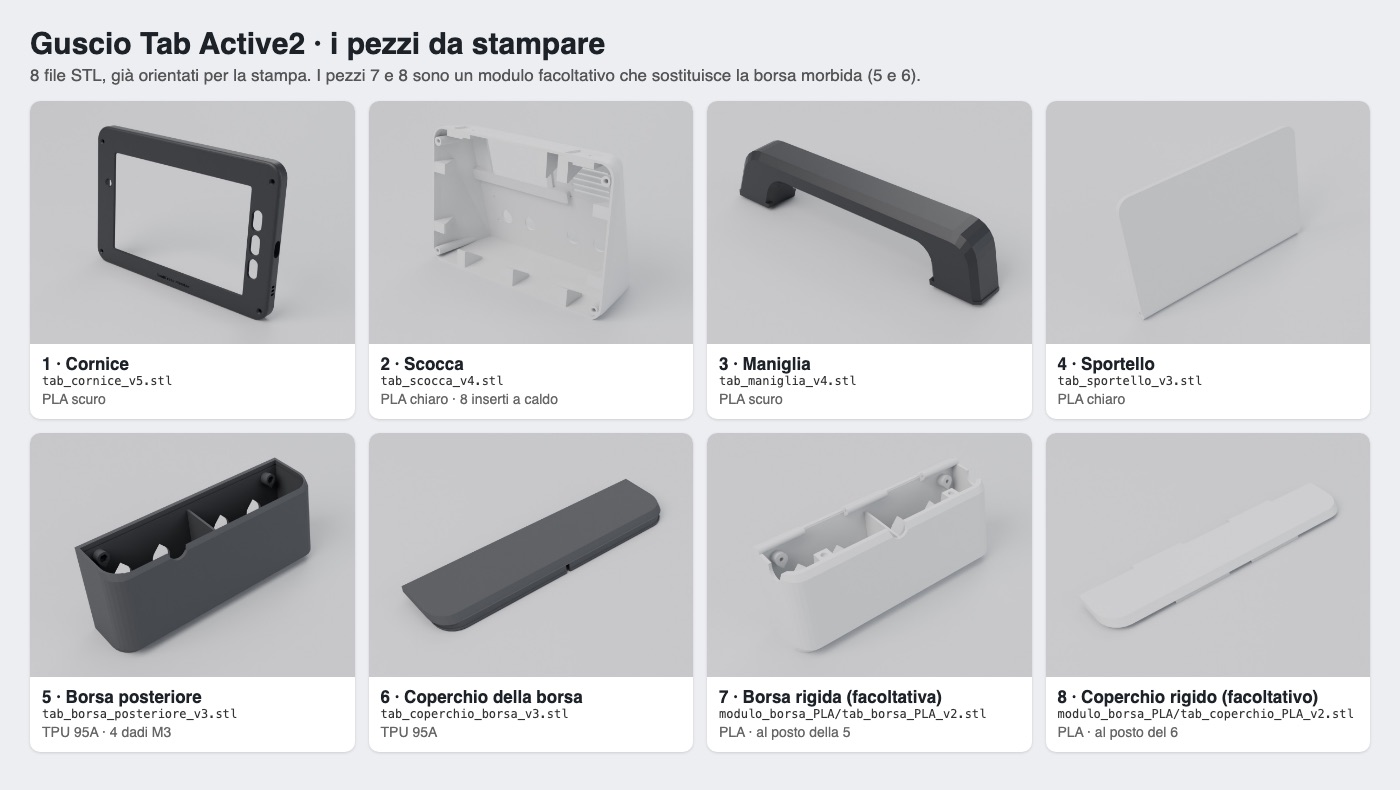 Guscio Tab Active2 · i pezzi da stampare
8 file STL, già orientati per la stampa. I pezzi 7 e 8 sono un modulo facoltativo che sostituisce la borsa morbida (5 e 6).
1 · Cornice
tab_cornice_v5.stl
PLA scuro
2 · Scocca
tab_scocca_v4.stl
PLA chiaro · 8 inserti a caldo
3 · Maniglia
tab_maniglia_v4.stl
PLA scuro
4 · Sportello
tab_sportello_v3.stl
PLA chiaro
5 · Borsa posteriore
tab_borsa_posteriore_v3.stl
TPU 95A · 4 dadi M3
6 · Coperchio della borsa
tab_coperchio_borsa_v3.stl
TPU 95A
7 · Borsa rigida (facoltativa)
modulo_borsa_PLA/tab_borsa_PLA_v2.stl
PLA · al posto della 5
8 · Coperchio rigido (facoltativo)
modulo_borsa_PLA/tab_coperchio_PLA_v2.stl
PLA · al posto del 6